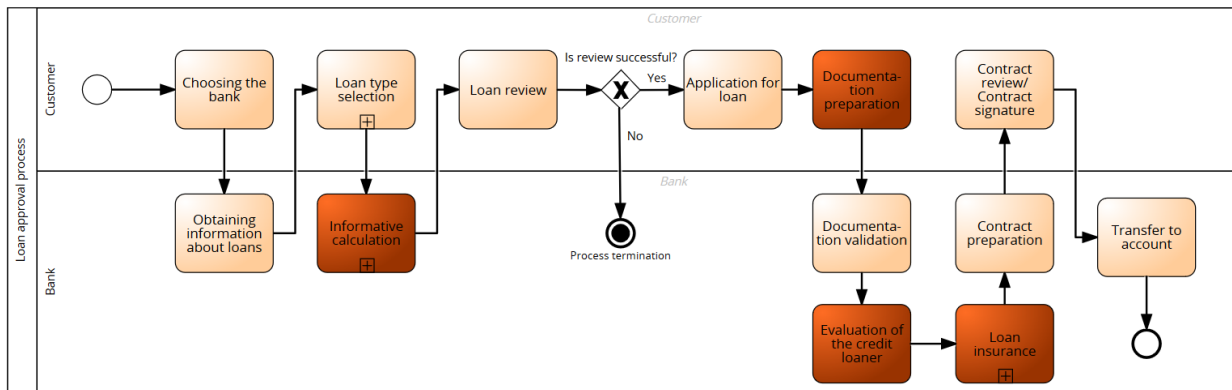 Loan approval process
Customer
Customer
Choosing the
bank
Loan type
selection
Loan review
Is review successful?
Yes
No
Application for
loan
Documenta-
tion
preparation
Contract
review/
Contract
signature
Bank
Bank
Obtaining
information
about loans
Informative
calculation
Process termination
Documenta-
tion validation
Contract
preparation
Transfer to
account
Evaluation of
the credit
loaner
Loan
insurance